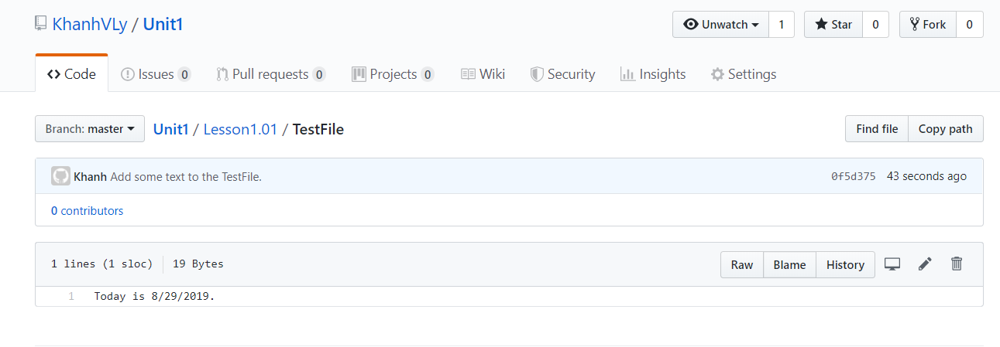 KhanhVLy / Unit1
Unwatch 1 Star 0 Fork 0
Code Issues 0 Pull requests 0 Projects 0 Wiki Security Insights Settings
Branch: master Unit1 / Lesson1.01 / TestFile Find file Copy path
Khanh Add some text to the TestFile. 0f5d375 43 seconds ago
0 contributors
1 lines (1 sloc) 19 Bytes Raw Blame History
1 Today is 8/29/2019.